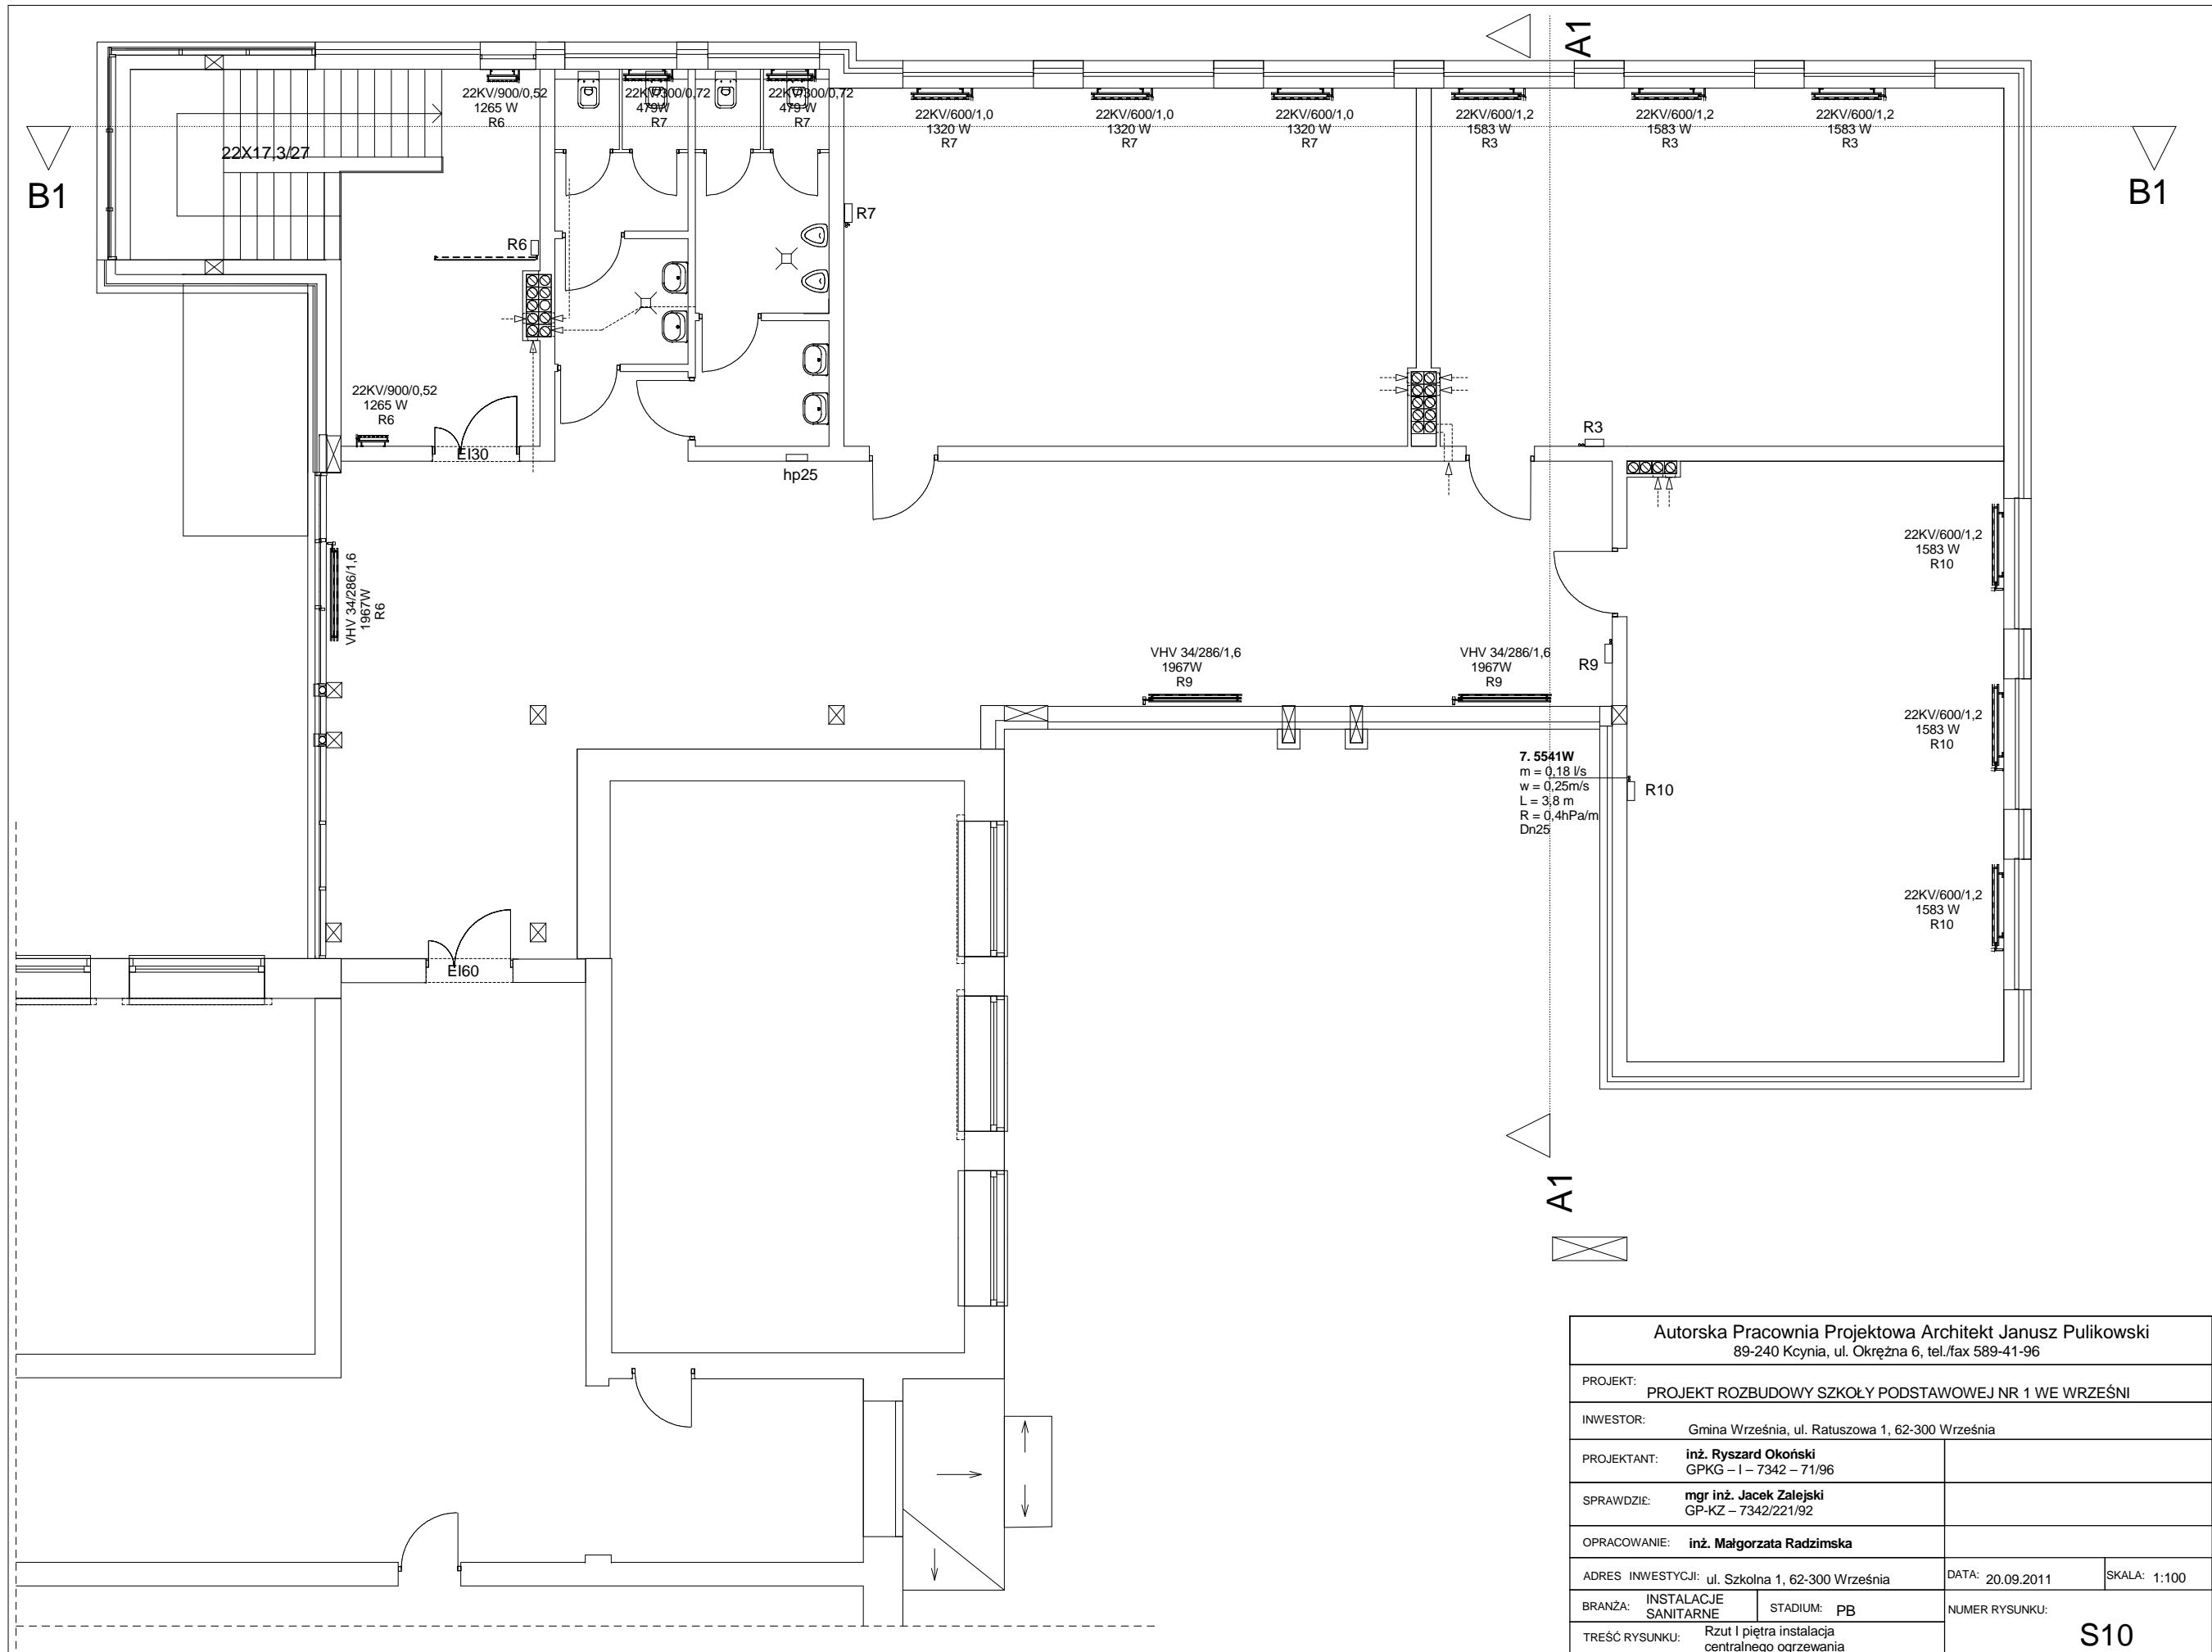 A1
22KV/900/0,52
1265 W
R6
22KV/300/0,72
479W
R7
22KV/300/0,72
479 W
R7
22KV/600/1,0
1320 W
R7
22KV/600/1,0
1320 W
R7
22KV/600/1,0
1320 W
R7
22KV/600/1,2
1583 W
R3
22KV/600/1,2
1583 W
R3
22KV/600/1,2
1583 W
R3
22X17,3/27
B1
B1
R7
R6
22KV/900/0,52
1265 W
R6
EI30
hp25
R3
VHV 34/286/1,6
1967W
R6
22KV/600/1,2
1583 W
R10
VHV 34/286/1,6
1967W
R9
VHV 34/286/1,6
1967W
R9
R9
22KV/600/1,2
1583 W
R10
7. 5541W
m = 0,18 l/s
w = 0,25m/s
L = 3,8 m
R = 0,4hPa/m
Dn25
R10
22KV/600/1,2
1583 W
R10
EI60
A1
Autorska Pracownia Projektowa Architekt Janusz Pulikowski
89-240 Kcynia, ul. Okrężna 6, tel./fax 589-41-96
PROJEKT: PROJEKT ROZBUDOWY SZKOŁY PODSTAWOWEJ NR 1 WE WRZEŚNI
INWESTOR: Gmina Września, ul. Ratuszowa 1, 62-300 Września
PROJEKTANT: inż. Ryszard Okoński
GPKG – I – 7342 – 71/96
SPRAWDZI£: mgr inż. Jacek Zalejski
GP-KZ – 7342/221/92
OPRACOWANIE: inż. Małgorzata Radzimska
ADRES INWESTYCJI: ul. Szkolna 1, 62-300 Września
DATA: 20.09.2011
SKALA: 1:100
BRANŻA: INSTALACJE
SANITARNE
STADIUM: PB
NUMER RYSUNKU:
S10
TREŚĆ RYSUNKU: Rzut I piętra instalacja
centralnego ogrzewania